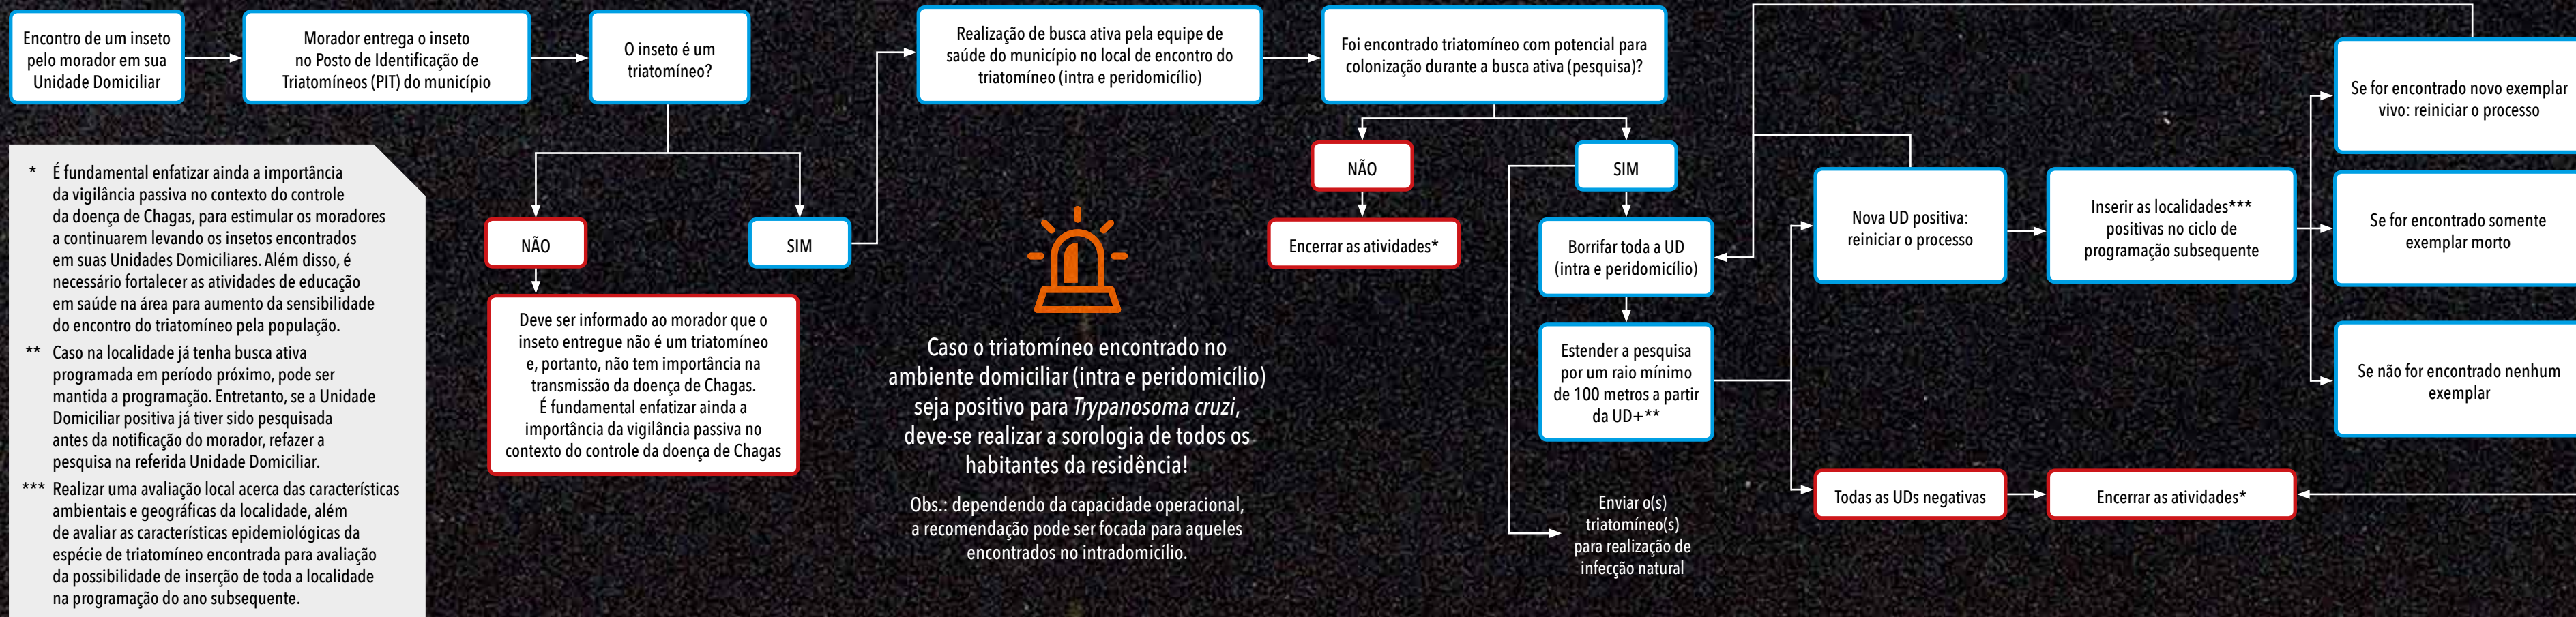 Encontro de um inseto
pelo morador em sua
Unidade Domiciliar
Morador entrega o inseto
no Posto de Identificação de
Triatomíneos (PIT) do município
O inseto é um
triatomíneo?
NÃO
SIM
Deve ser informado ao morador que o
inseto entregue não é um triatomíneo
e, portanto, não tem importância na
transmissão da doença de Chagas.
É fundamental enfatizar ainda a
importância da vigilância passiva no
contexto do controle da doença de Chagas
Realização de busca ativa pela equipe de
saúde do município no local de encontro do
triatomíneo (intra e peridomicílio)
Foi encontrado triatomíneo com potencial para
colonização durante a busca ativa (pesquisa)?
NÃO
Encerrar as atividades*
SIM
Borrifar toda a UD
(intra e peridomicílio)
Estender a pesquisa
por um raio mínimo
de 100 metros a partir
da UD+**
Enviar o(s)
triatomíneo(s)
para realização de
infecção natural
Nova UD positiva:
reiniciar o processo
Inserir as localidades***
positivas no ciclo de
programação subsequente
Se for encontrado novo exemplar
vivo: reiniciar o processo
Se for encontrado somente
exemplar morto
Se não for encontrado nenhum
exemplar
Todas as UDs negativas
Encerrar as atividades*
Caso o triatomíneo encontrado no
ambiente domiciliar (intra e peridomicílio)
seja positivo para Trypanosoma cruzi,
deve-se realizar a sorologia de todos os
habitantes da residência!
Obs.: dependendo da capacidade operacional,
a recomendação pode ser focada para aqueles
encontrados no intradomicílio.
* É fundamental enfatizar ainda a importância
da vigilância passiva no contexto do controle
da doença de Chagas, para estimular os moradores
a continuarem levando os insetos encontrados
em suas Unidades Domiciliares. Além disso, é
necessário fortalecer as atividades de educação
em saúde na área para aumento da sensibilidade
do encontro do triatomíneo pela população.
** Caso na localidade já tenha busca ativa
programada em período próximo, pode ser
mantida a programação. Entretanto, se a Unidade
Domiciliar positiva já tiver sido pesquisada
antes da notificação do morador, refazer a
pesquisa na referida Unidade Domiciliar.
*** Realizar uma avaliação local acerca das características
ambientais e geográficas da localidade, além
de avaliar as características epidemiológicas da
espécie de triatomíneo encontrada para avaliação
da possibilidade de inserção de toda a localidade
na programação do ano subsequente.